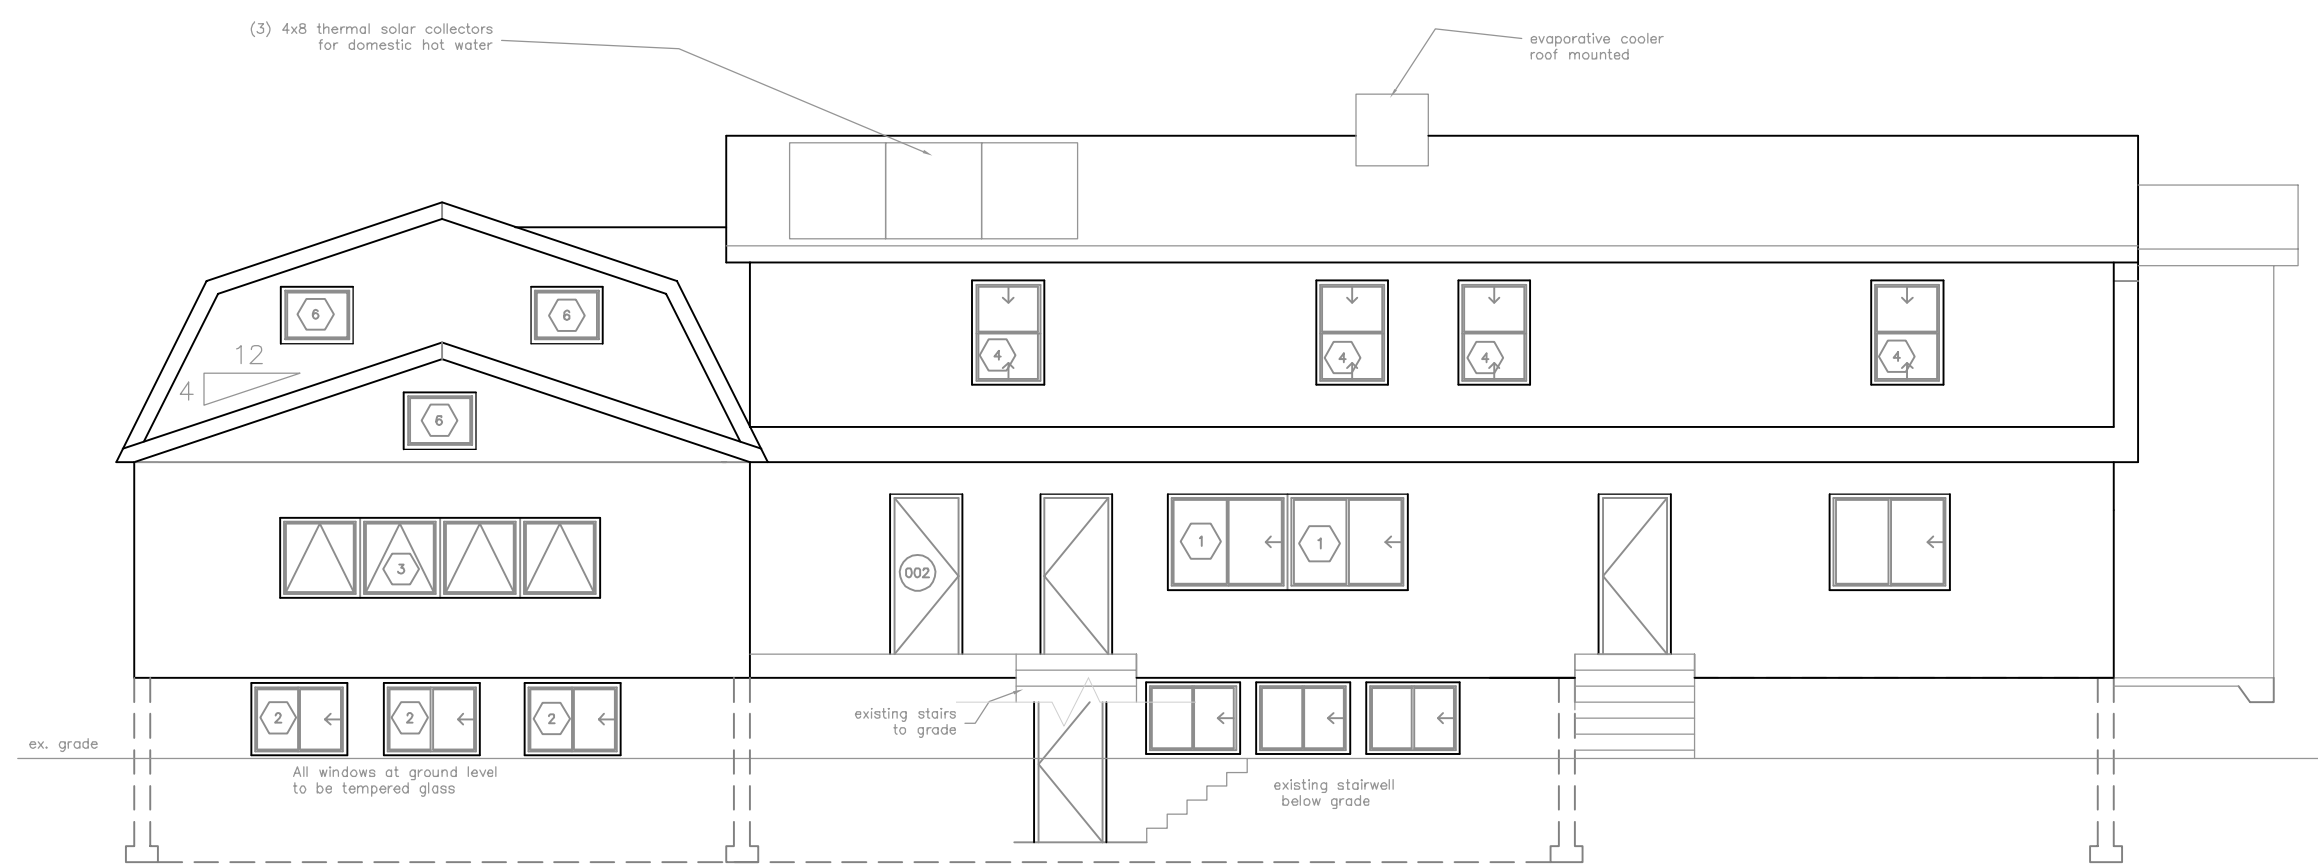 (3) 4x8 thermal solar collectors
for domestic hot water
evaporative cooler
roof mounted
6
6
12
4
4
4
4
4
6
1
1
3
002
2
2
2
existing stairs
to grade
ex. grade
All windows at ground level
to be tempered glass
existing stairwell
below grade